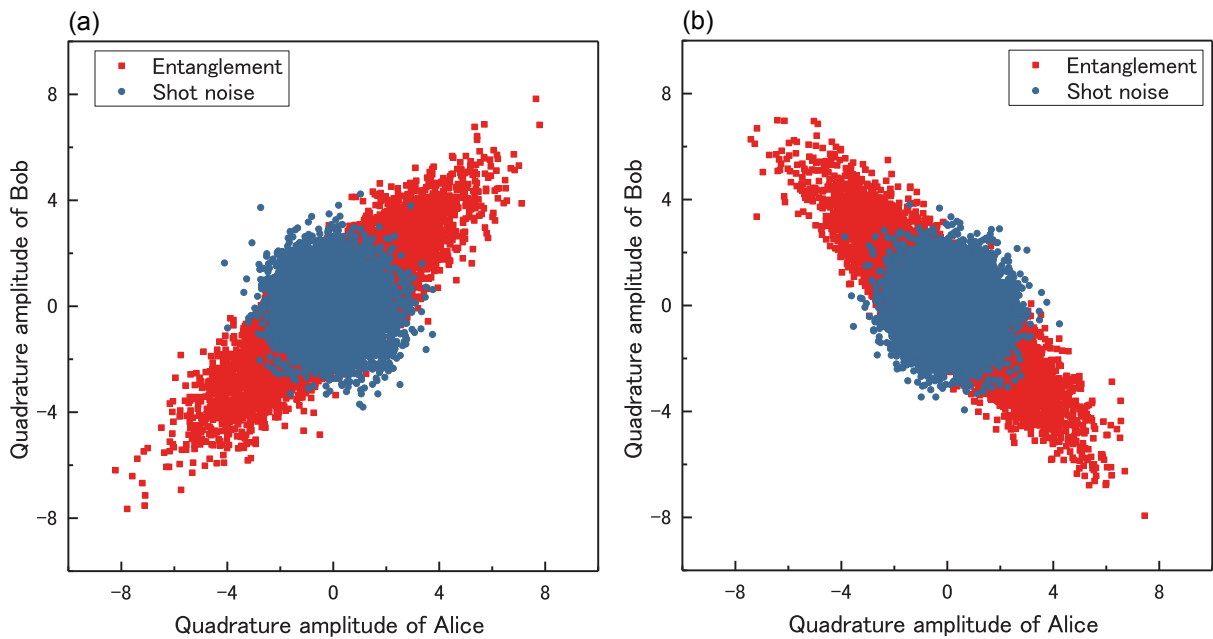 (a)
Entanglement
Shot noise
8
4
0
−4
−8
−8
−4
0
4
8
Quadrature amplitude of Bob
Quadrature amplitude of Alice
(b)
Entanglement
Shot noise
8
4
0
−4
−8
−8
−4
0
4
8
Quadrature amplitude of Bob
Quadrature amplitude of Alice